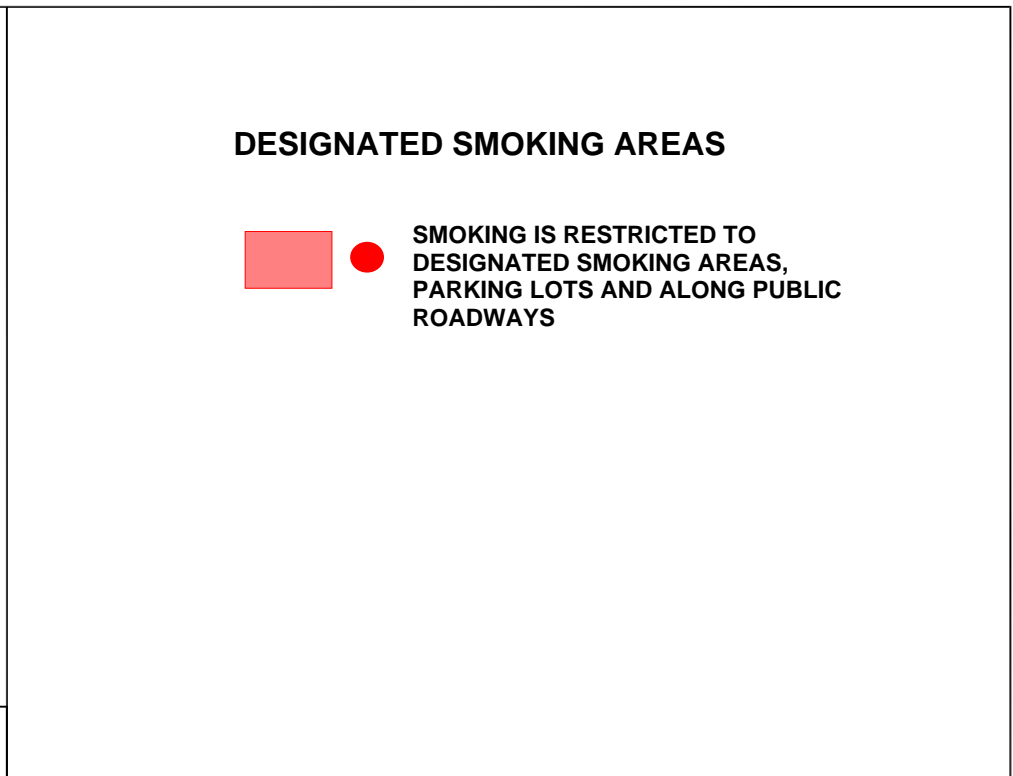 DESIGNATED SMOKING AREAS
SMOKING IS RESTRICTED TO
DESIGNATED SMOKING AREAS,
PARKING LOTS AND ALONG PUBLIC
ROADWAYS